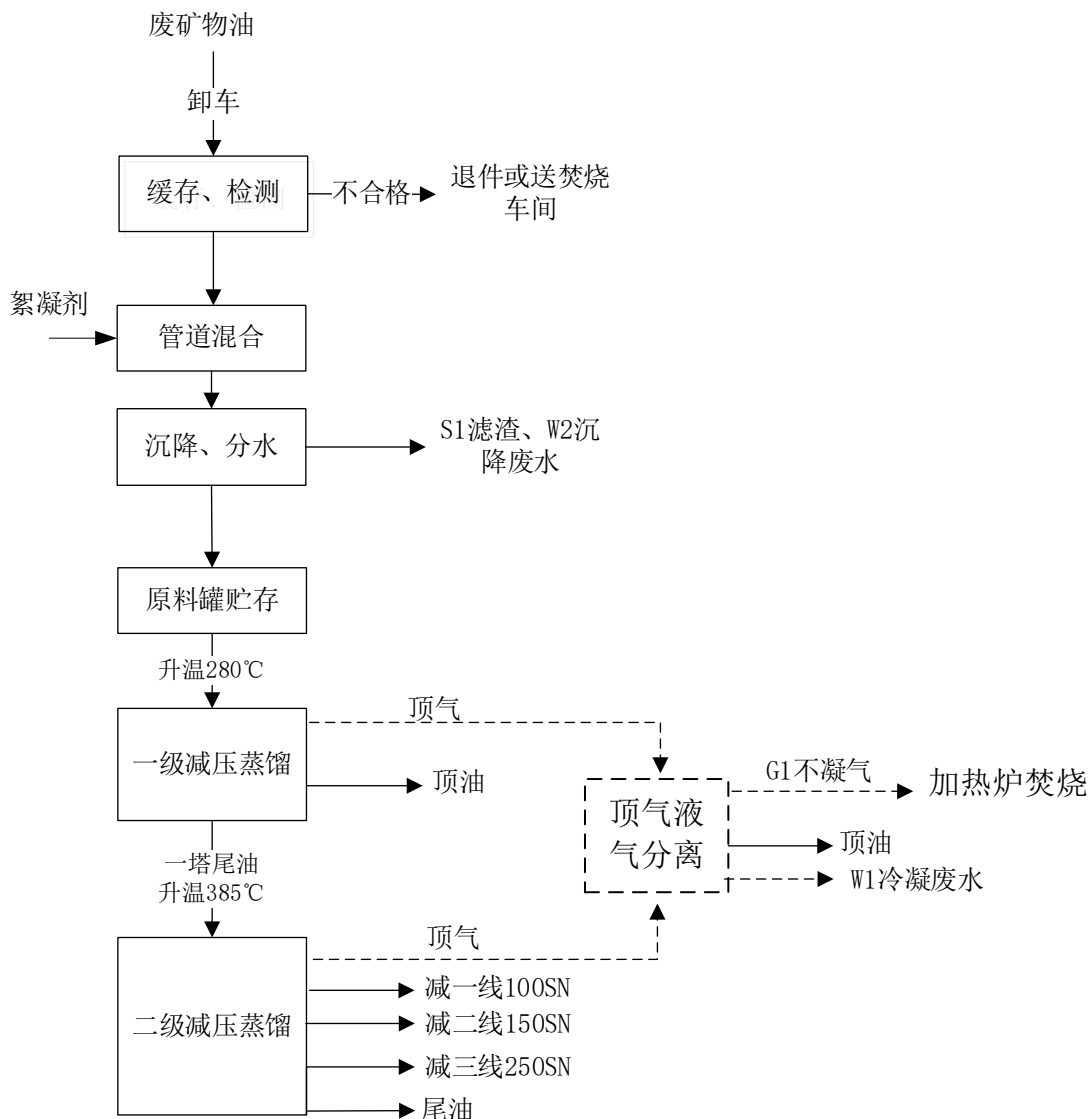 废矿物油
卸车
缓存、检测
不合格
退件或送焚烧
车间
絮凝剂
管道混合
沉降、分水
S1滤渣、W2沉
降废水
原料罐贮存
升温280℃
一级减压蒸馏
顶气
顶油
顶气液
气分离
G1不凝气
加热炉焚烧
顶油
W1冷凝废水
一塔尾油
升温385℃
二级减压蒸馏
顶气
减一线100SN
减二线150SN
减三线250SN
尾油